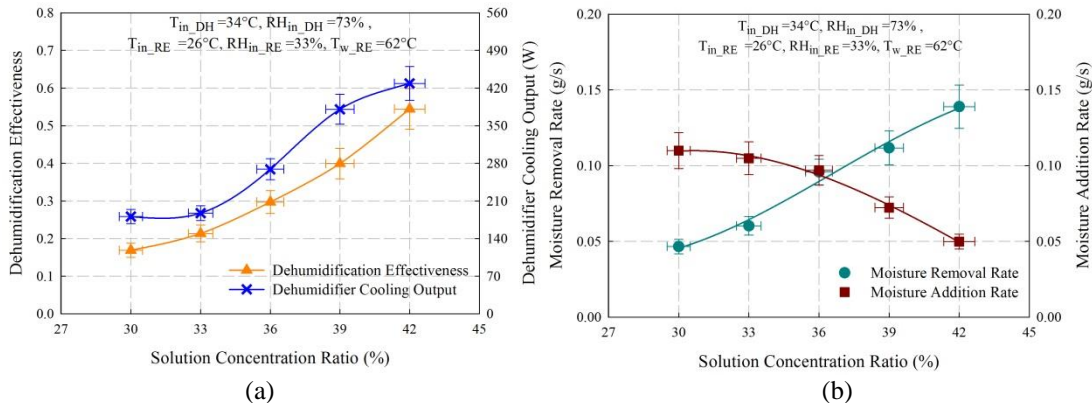 T_in_DH=34°C, RH_in_DH=73% ,
T_in_RE =26°C, RH_in_RE=33%, T_w_RE=62°C
Dehumidification Effectiveness
0.8
0.7
0.6
0.5
0.4
0.3
0.2
0.1
0.0
Dehumidifier Cooling Output (W)
560
490
420
350
280
210
140
70
0
Dehumidification Effectiveness
Dehumidifier Cooling Output
27 30 33 36 39 42 45
Solution Concentration Ratio (%)
(a)
T_in_DH=34°C, RH_in_DH=73% ,
T_in_RE =26°C, RH_in_RE=33%, T_w_RE=62°C
Moisture Removal Rate (g/s)
0.20
0.15
0.10
0.05
0.00
Moisture Addition Rate (g/s)
0.20
0.15
0.10
0.05
0.00
Moisture Removal Rate
Moisture Addition Rate
27 30 33 36 39 42 45
Solution Concentration Ratio (%)
(b)